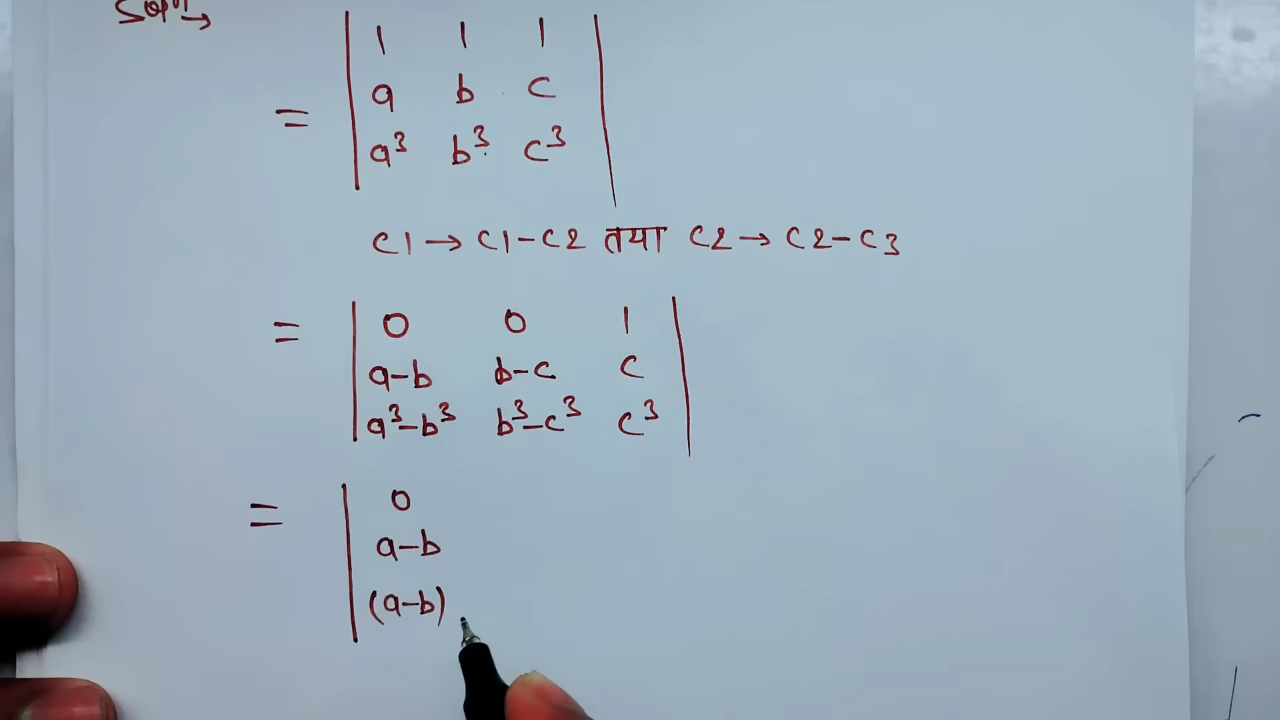 Soln→
| 1 1 1 |
= | a b c |
| a³ b³ c³ |
C1→C1-C2 तथा C2→C2-C3
| 0 0 1 |
= | a-b b-c c |
| a³-b³ b³-c³ c³ |
| 0
= | a-b
| (a-b)